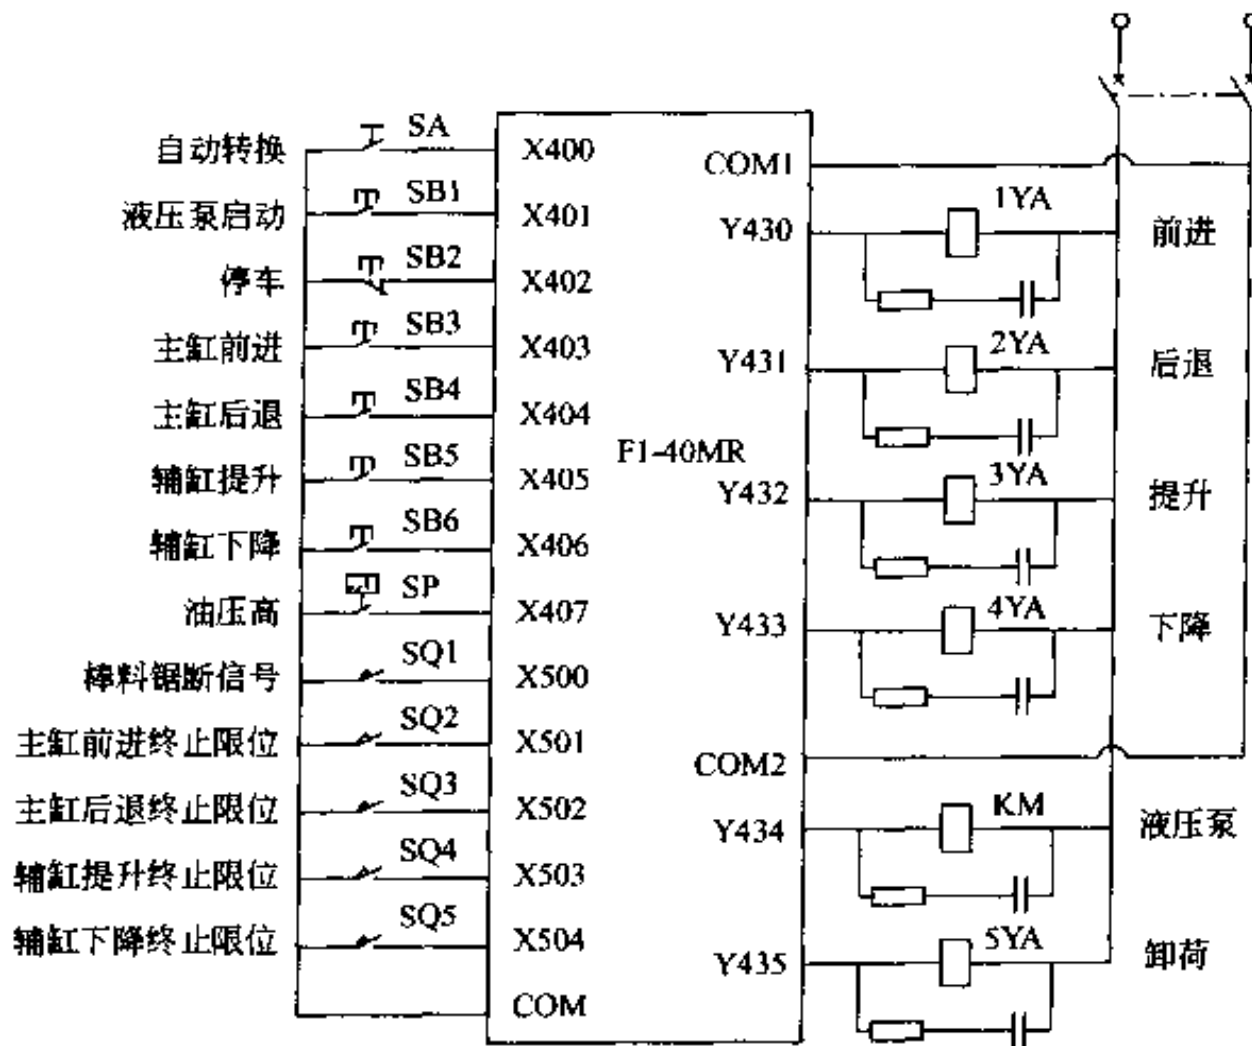 自动转换 SA X400
液压泵启动 SB1 X401
停车 SB2 X402
主缸前进 SB3 X403
主缸后退 SB4 X404
辅缸提升 SB5 X405
辅缸下降 SB6 X406
油压高 SP X407
棒料锯断信号 SQ1 X500
主缸前进终止限位 SQ2 X501
主缸后退终止限位 SQ3 X502
辅缸提升终止限位 SQ4 X503
辅缸下降终止限位 SQ5 X504
COM
F1-40MR
COM1
Y430 1YA 前进
Y431 2YA 后退
Y432 3YA 提升
Y433 4YA 下降
COM2
Y434 KM 液压泵
Y435 5YA 卸荷